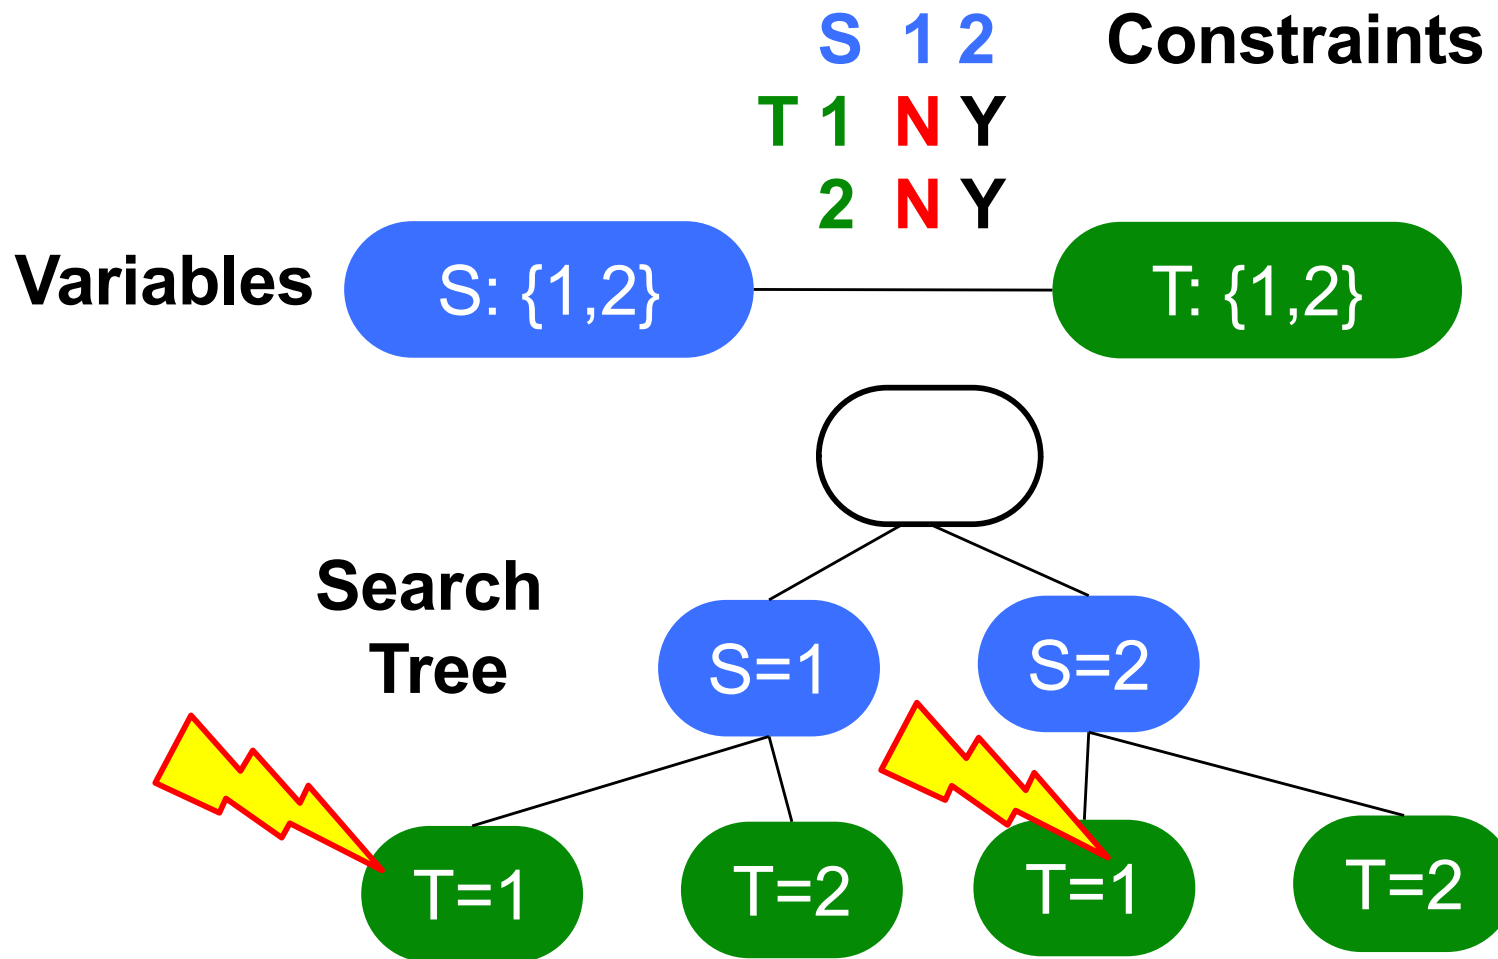 S 1 2 Constraints
T 1 N Y
2 N Y
Variables S: {1,2} T: {1,2}
Search
Tree
S=1 S=2
T=1 T=2 T=1 T=2